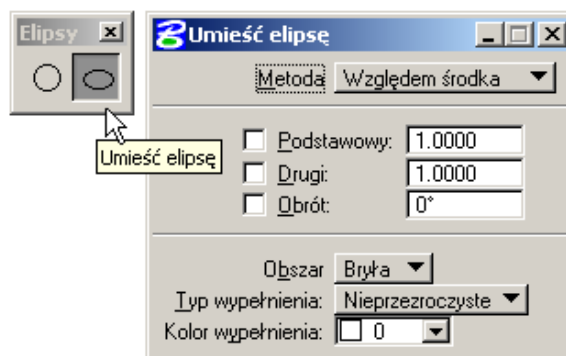 Elipsy
Umieść elipsę
Umieść elipsę
Metoda Względem środka
Podstawowy: 1.0000
Drugi: 1.0000
Obrót: 0°
Obszar Bryła
Typ wypełnienia: Nieprzezroczyste
Kolor wypełnienia: 0